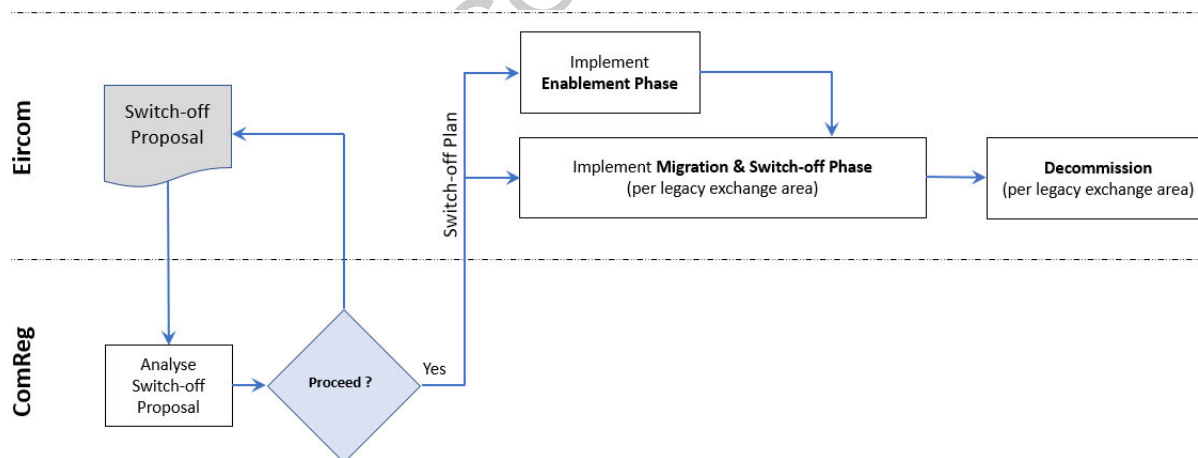 Eircom
Switch-off
Proposal
Implement
Enablement Phase
Switch-off Plan
Implement Migration & Switch-off Phase
(per legacy exchange area)
Decommission
(per legacy exchange area)
ComReg
Analyse
Switch-off
Proposal
Proceed ?
Yes